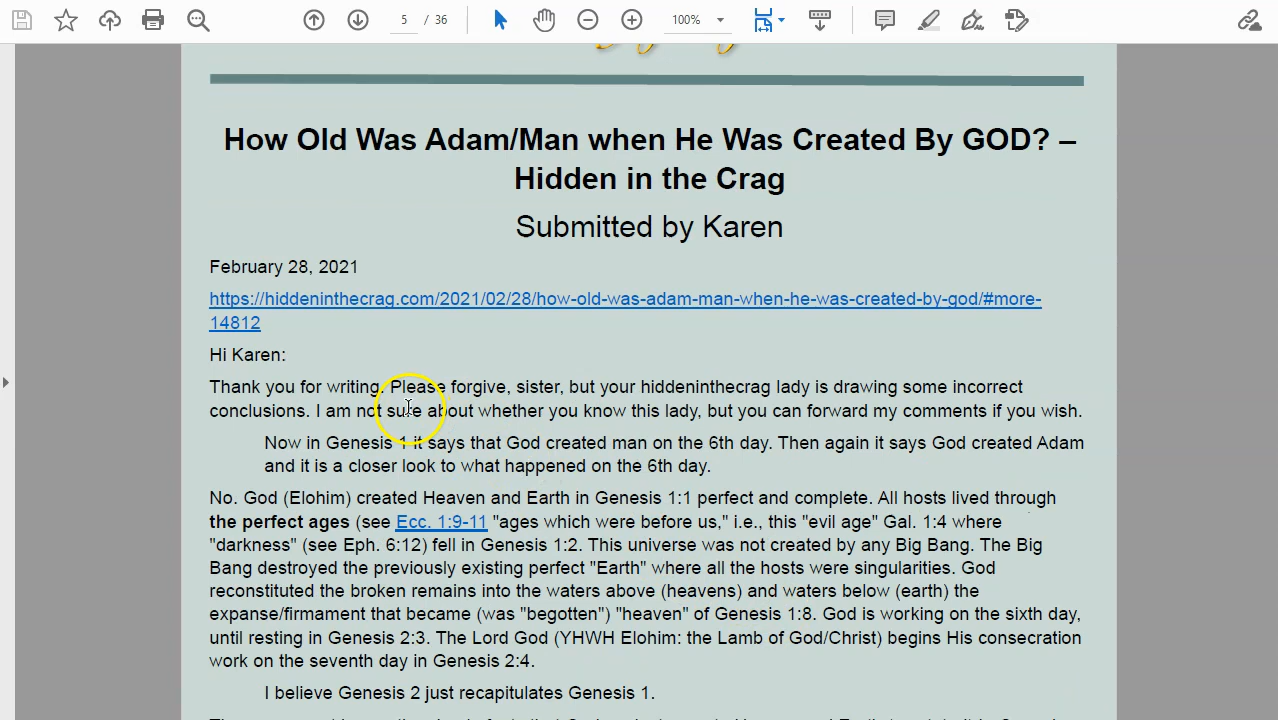 5 / 36
100%
How Old Was Adam/Man when He Was Created By GOD? –
Hidden in the Crag
Submitted by Karen
February 28, 2021
https://hiddeninthecrag.com/2021/02/28/how-old-was-adam-man-when-he-was-created-by-god/#more-
14812
Hi Karen:
Thank you for writing. Please forgive, sister, but your hiddeninthecrag lady is drawing some incorrect
conclusions. I am not sure about whether you know this lady, but you can forward my comments if you wish.
Now in Genesis 1 it says that God created man on the 6th day. Then again it says God created Adam
and it is a closer look to what happened on the 6th day.
No. God (Elohim) created Heaven and Earth in Genesis 1:1 perfect and complete. All hosts lived through
the perfect ages (see Ecc. 1:9-11 "ages which were before us," i.e., this "evil age" Gal. 1:4 where
"darkness" (see Eph. 6:12) fell in Genesis 1:2. This universe was not created by any Big Bang. The Big
Bang destroyed the previously existing perfect "Earth" where all the hosts were singularities. God
reconstituted the broken remains into the waters above (heavens) and waters below (earth) the
expanse/firmament that became (was "begotten") "heaven" of Genesis 1:8. God is working on the sixth day,
until resting in Genesis 2:3. The Lord God (YHWH Elohim: the Lamb of God/Christ) begins His consecration
work on the seventh day in Genesis 2:4.
I believe Genesis 2 just recapitulates Genesis 1.